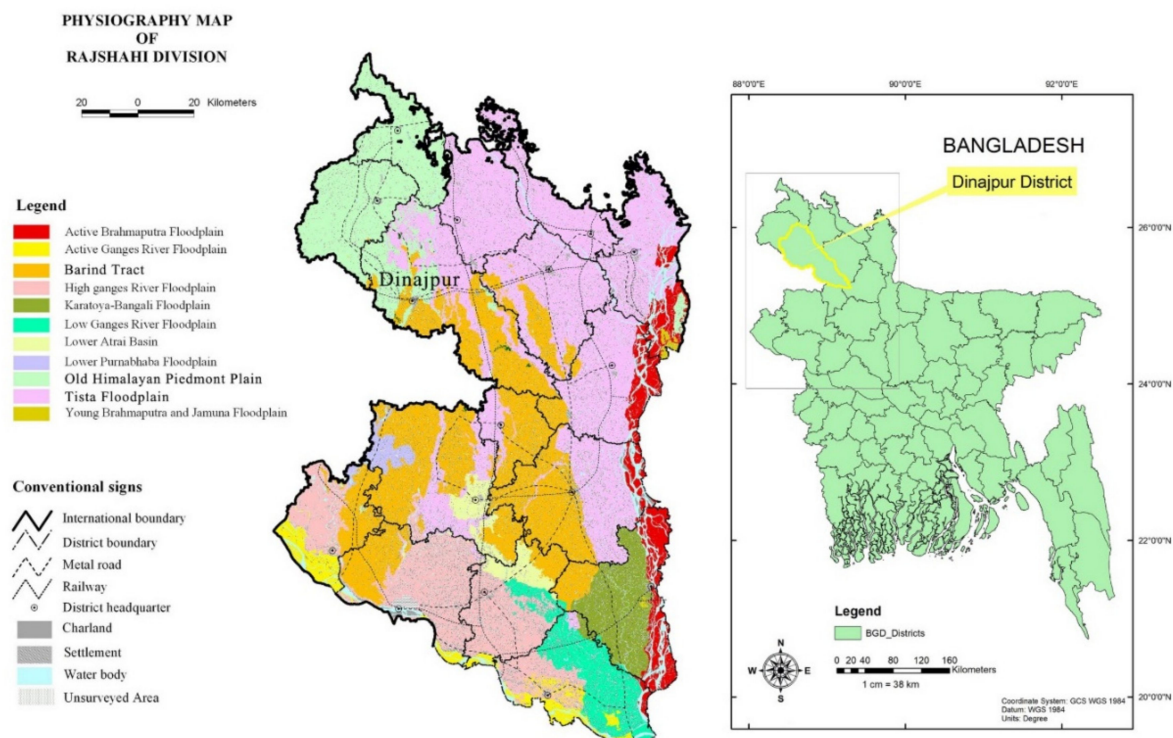 PHYSIOGRAPHY MAP
OF
RAJSHAHI DIVISION
20 0 20 Kilometers
Legend
Active Brahmaputra Floodplain
Active Ganges River Floodplain
Barind Tract
High ganges River Floodplain
Karatoya-Bangali Floodplain
Low Ganges River Floodplain
Lower Atrai Basin
Lower Purnabhaba Floodplain
Old Himalayan Piedmont Plain
Tista Floodplain
Young Brahmaputra and Jamuna Floodplain
Conventional signs
International boundary
District boundary
Metal road
Railway
District headquarter
Charland
Settlement
Water body
Unsurveyed Area
Dinajpur
88°0'0"E 90°0'0"E 92°0'0"E
BANGLADESH
Dinajpur District
26°0'0"N
24°0'0"N
22°0'0"N
20°0'0"N
Legend
BGD_Districts
0 20 40 80 120 160
Kilometers
1 cm = 38 km
N
W E
S
Coordinate System: GCS WGS 1984
Datum: WGS 1984
Units: Degree